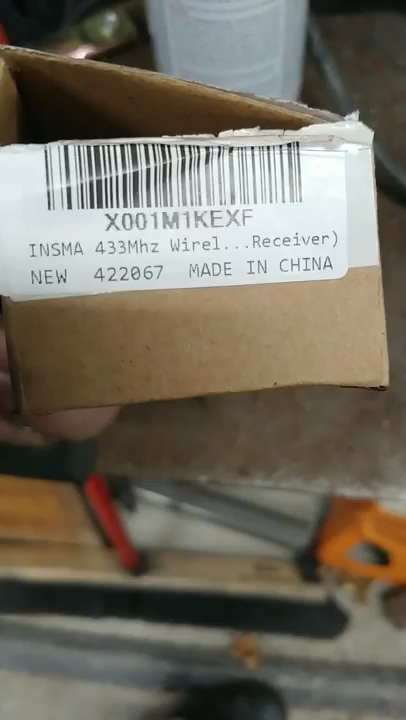 X001M1KEXF
INSMA 433Mhz Wirel...Receiver)
NEW 422067 MADE IN CHINA